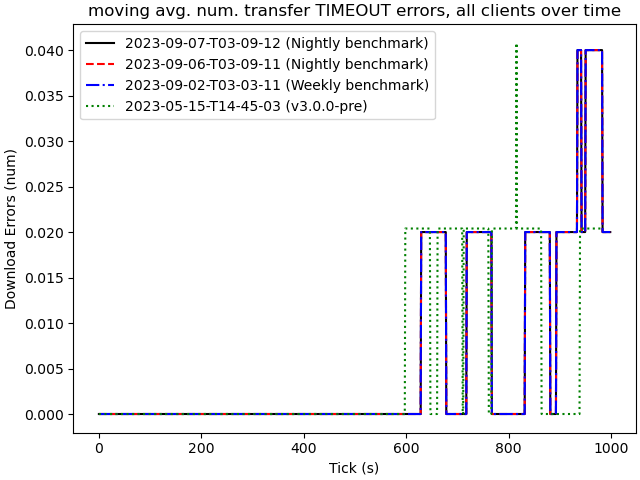 moving avg. num. transfer TIMEOUT errors, all clients over time
2023-09-07-T03-09-12 (Nightly benchmark)
2023-09-06-T03-09-11 (Nightly benchmark)
2023-09-02-T03-03-11 (Weekly benchmark)
2023-05-15-T14-45-03 (v3.0.0-pre)
Download Errors (num)
0.040
0.035
0.030
0.025
0.020
0.015
0.010
0.005
0.000
0 200 400 600 800 1000
Tick (s)